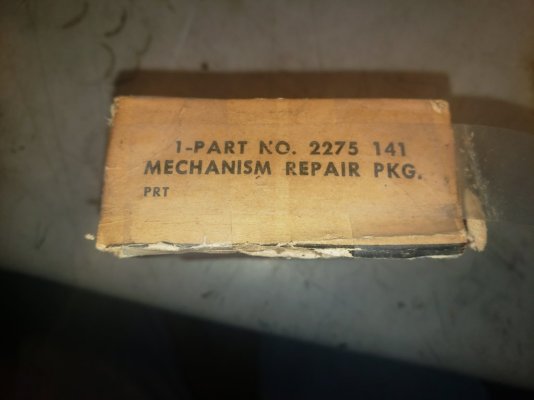 1-PART NO. 2275 141
MECHANISM REPAIR PKG.
PRT